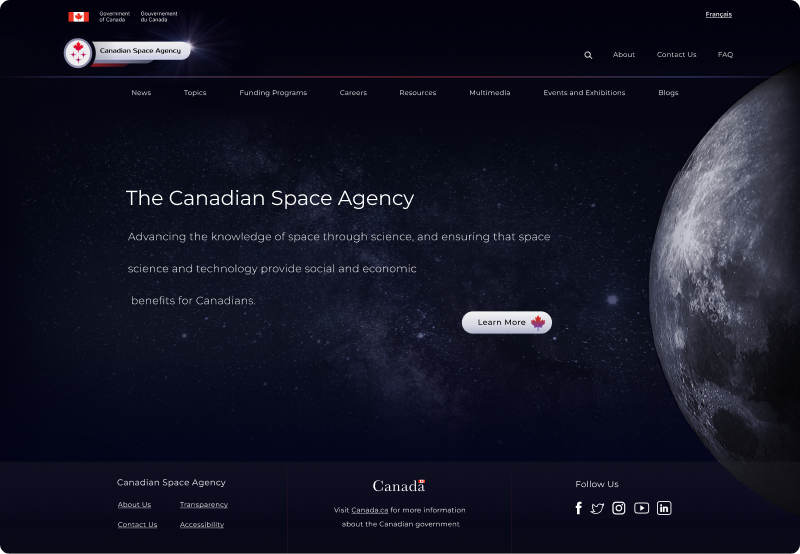 Government of Canada
Gouvernement du Canada
Français
Canadian Space Agency
About
Contact Us
FAQ
News
Topics
Funding Programs
Careers
Resources
Multimedia
Events and Exhibitions
Blogs
The Canadian Space Agency
Advancing the knowledge of space through science, and ensuring that space
science and technology provide social and economic
benefits for Canadians.
Learn More
Canadian Space Agency
About Us
Transparency
Contact Us
Accessibility
Canada
Visit Canada.ca for more information
about the Canadian government
Follow Us